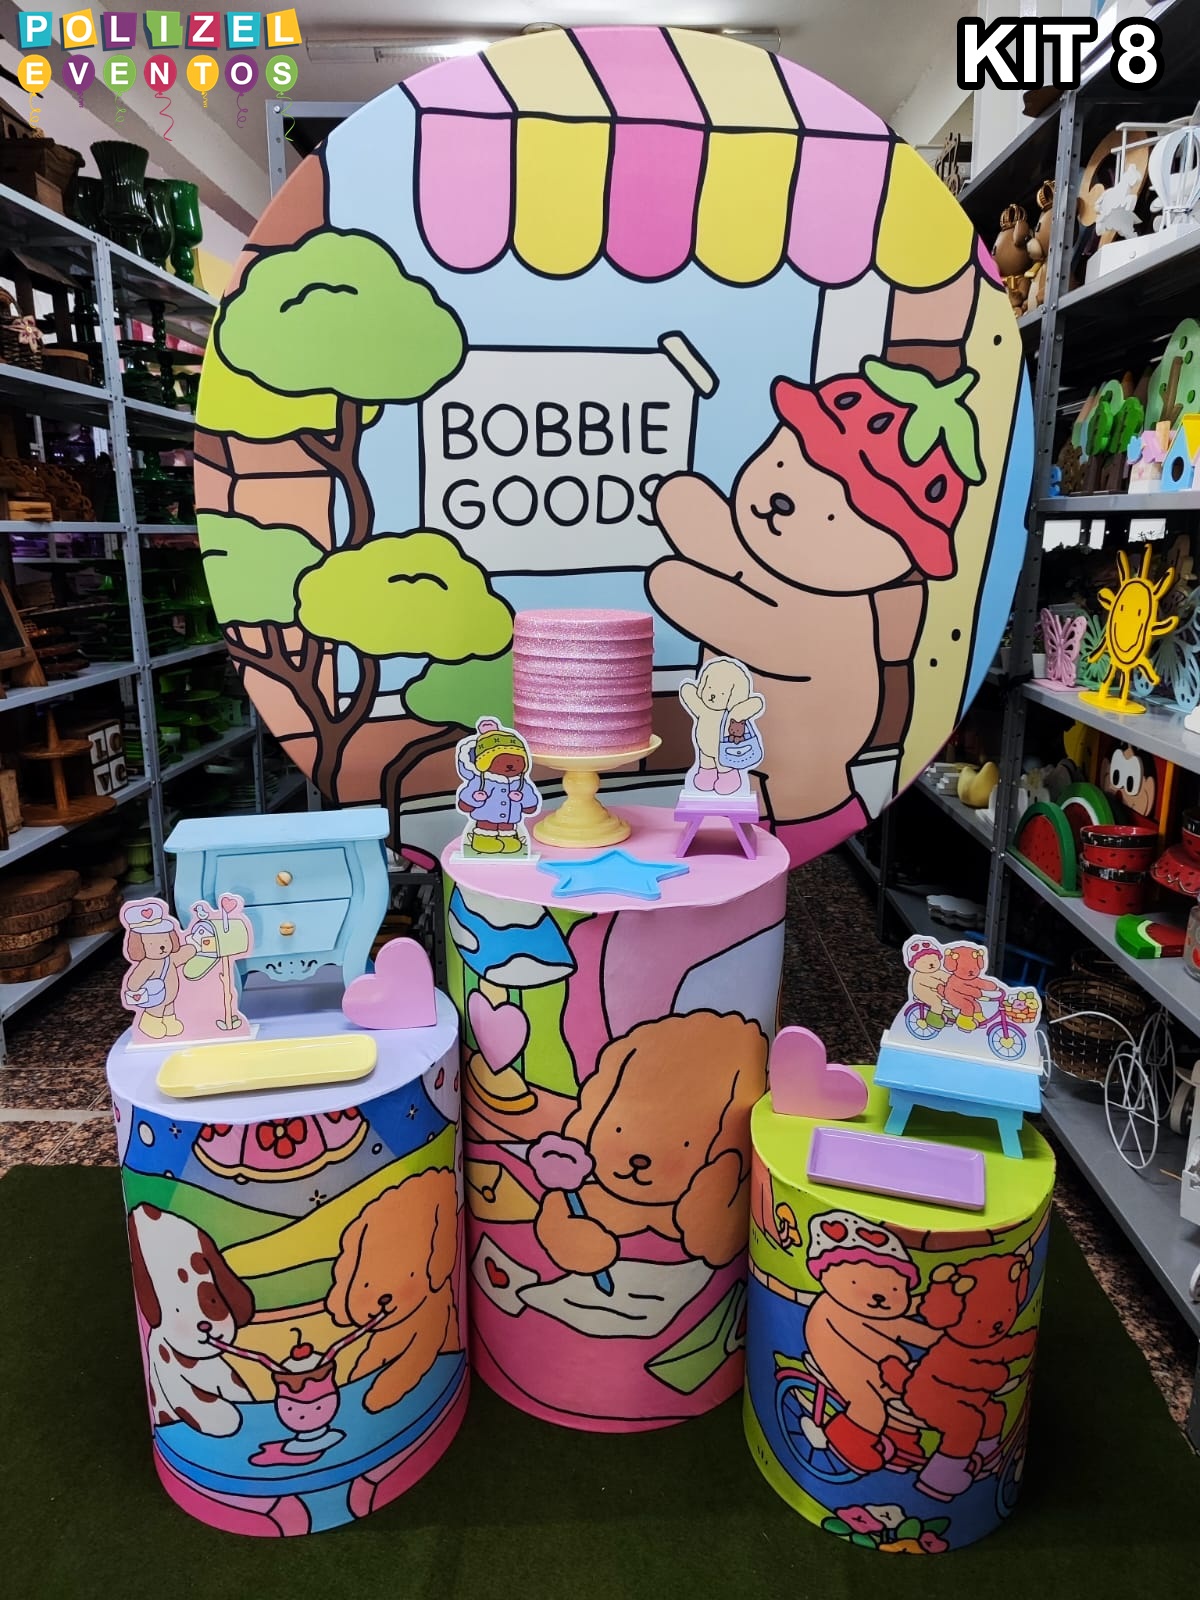 POLIZEL
EVENTOS
KIT 8
BOBBIE
GOODS